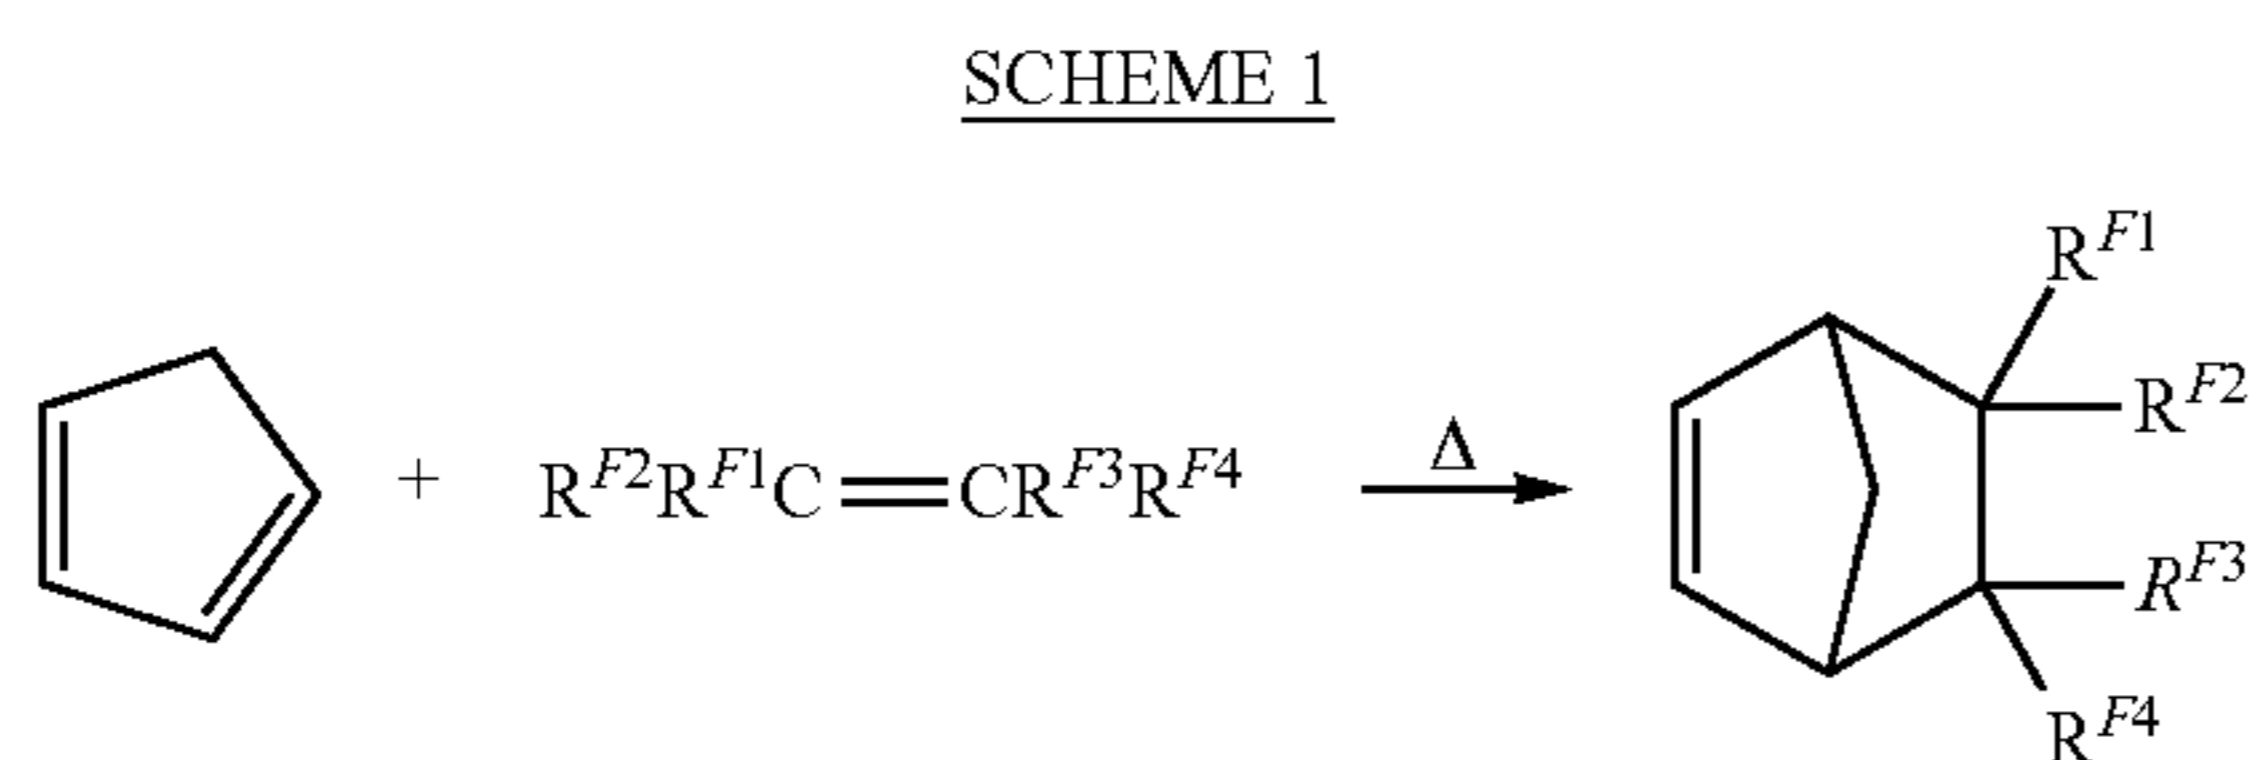 SCHEME 1
R^F1
R^F2
+ R^F2R^F1C=CR^F3R^F4 Δ
R^F3
R^F4